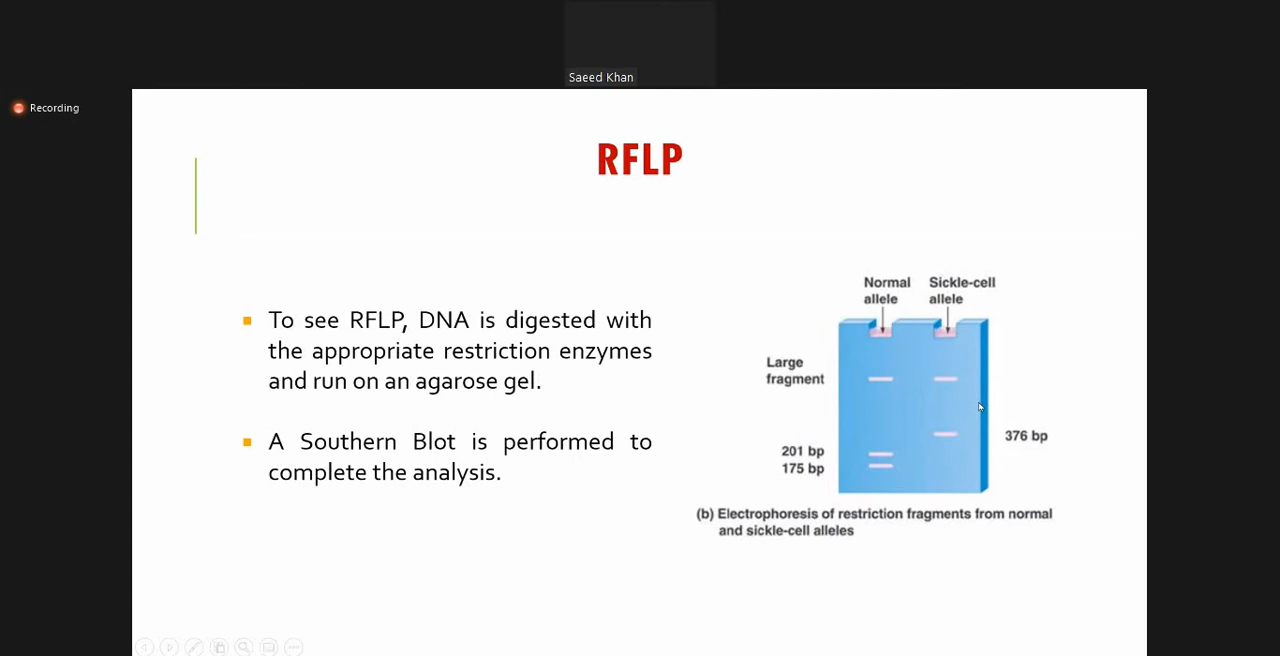 Saeed Khan
Recording
RFLP
To see RFLP, DNA is digested with
the appropriate restriction enzymes
and run on an agarose gel.
A Southern Blot is performed to
complete the analysis.
Normal
allele
Sickle-cell
allele
Large
fragment
376 bp
201 bp
175 bp
(b) Electrophoresis of restriction fragments from normal
and sickle-cell alleles